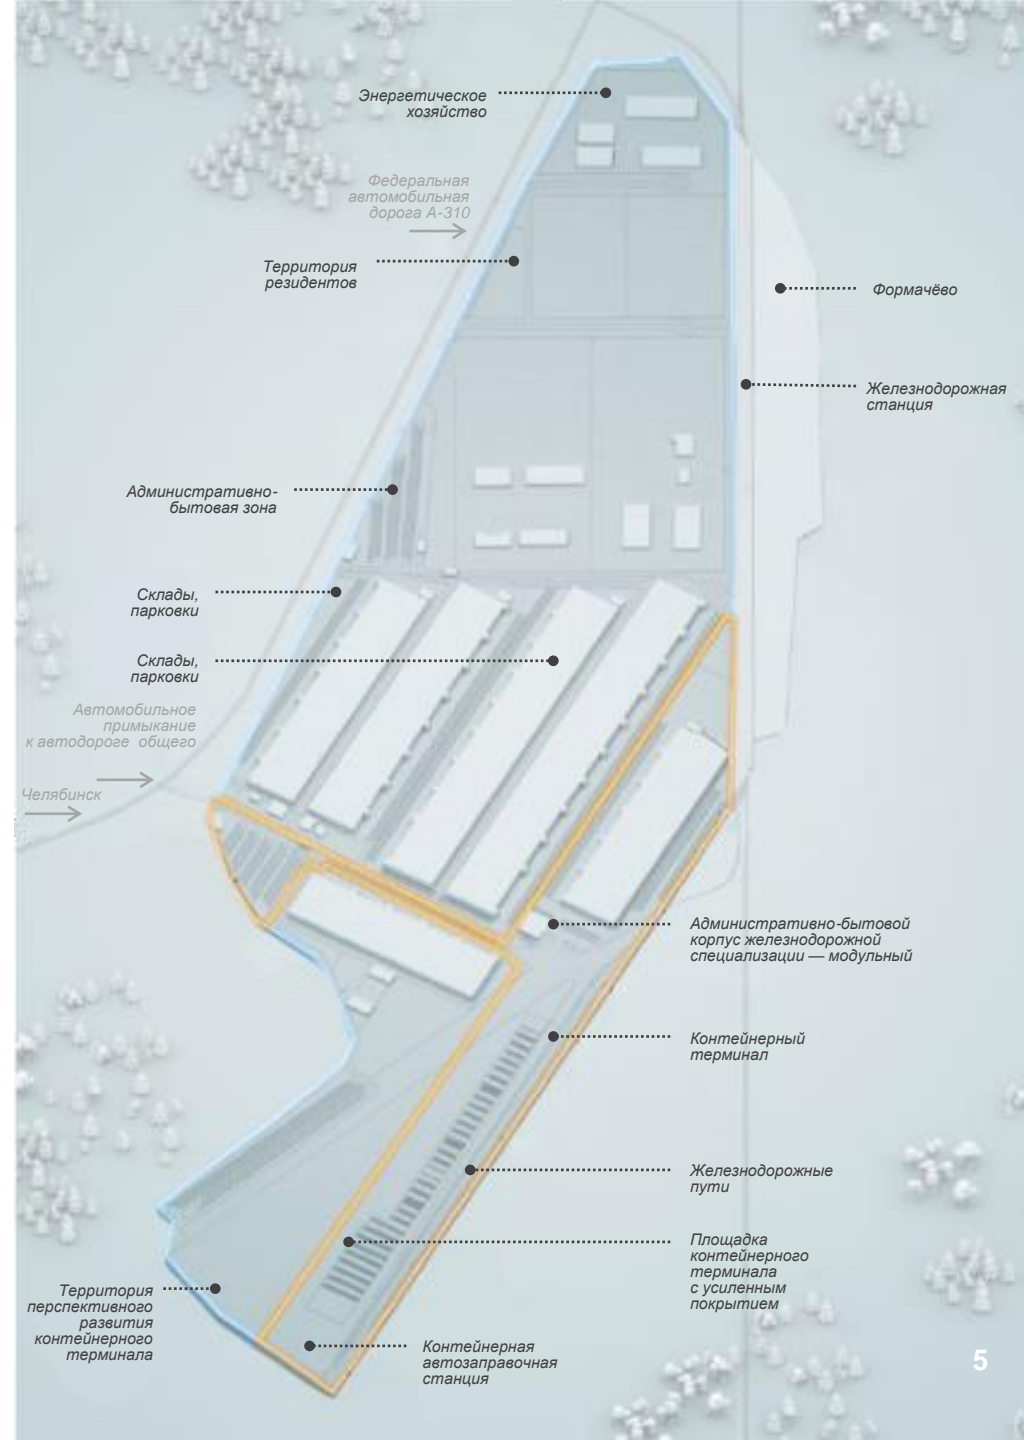 Энергетическое
хозяйство
Федеральная
автомобильная
дорога А-310
Территория
резидентов
Формачёво
Железнодорожная
станция
Административно-
бытовая зона
Склады,
парковки
Склады,
парковки
Автомобильное
примыкание
к автодороге общего
Челябинск
Административно-бытовой
корпус железнодорожной
специализации — модульный
Контейнерный
терминал
Железнодорожные
пути
Площадка
контейнерного
терминала
с усиленным
покрытием
Территория
перспективного
развития
контейнерного
терминала
Контейнерная
автозаправочная
станция
5